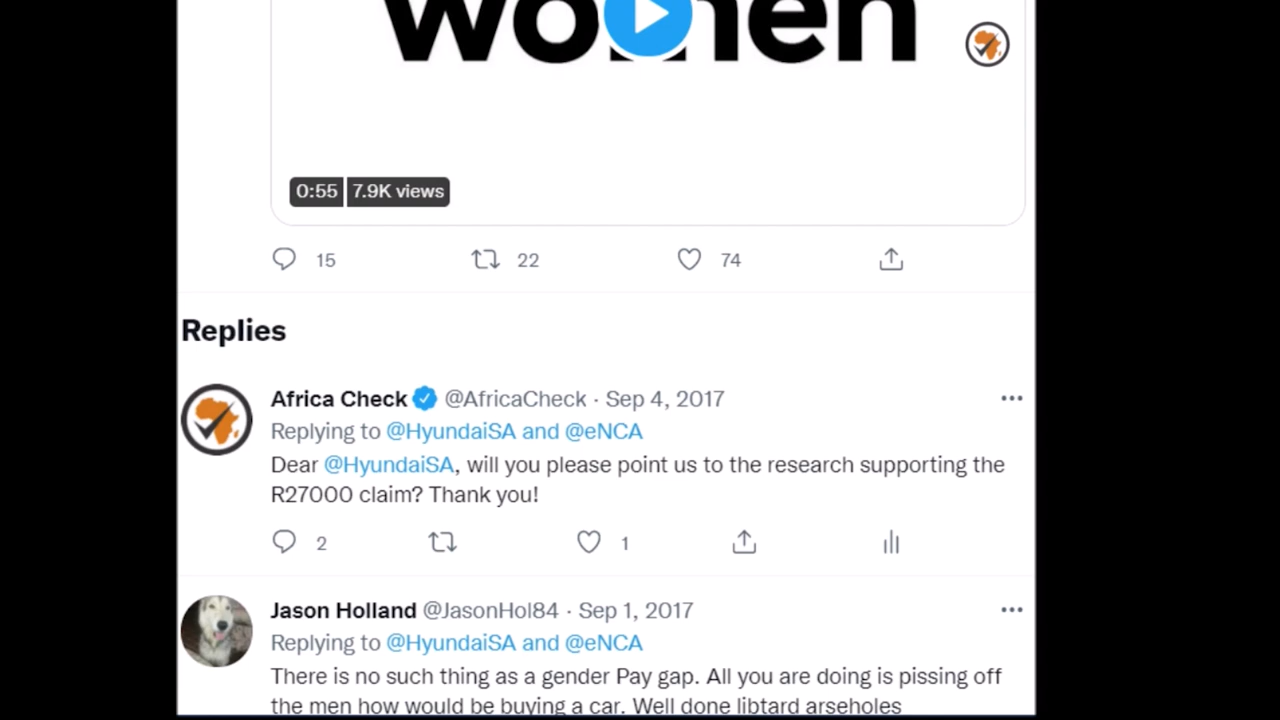 women
0:55 7.9K views
15 22 74
Replies
Africa Check @AfricaCheck · Sep 4, 2017
Replying to @HyundaiSA and @eNCA
Dear @HyundaiSA, will you please point us to the research supporting the
R27000 claim? Thank you!
2 1
Jason Holland @JasonHol84 · Sep 1, 2017
Replying to @HyundaiSA and @eNCA
There is no such thing as a gender Pay gap. All you are doing is pissing off
the men how would be buying a car. Well done libtard arseholes